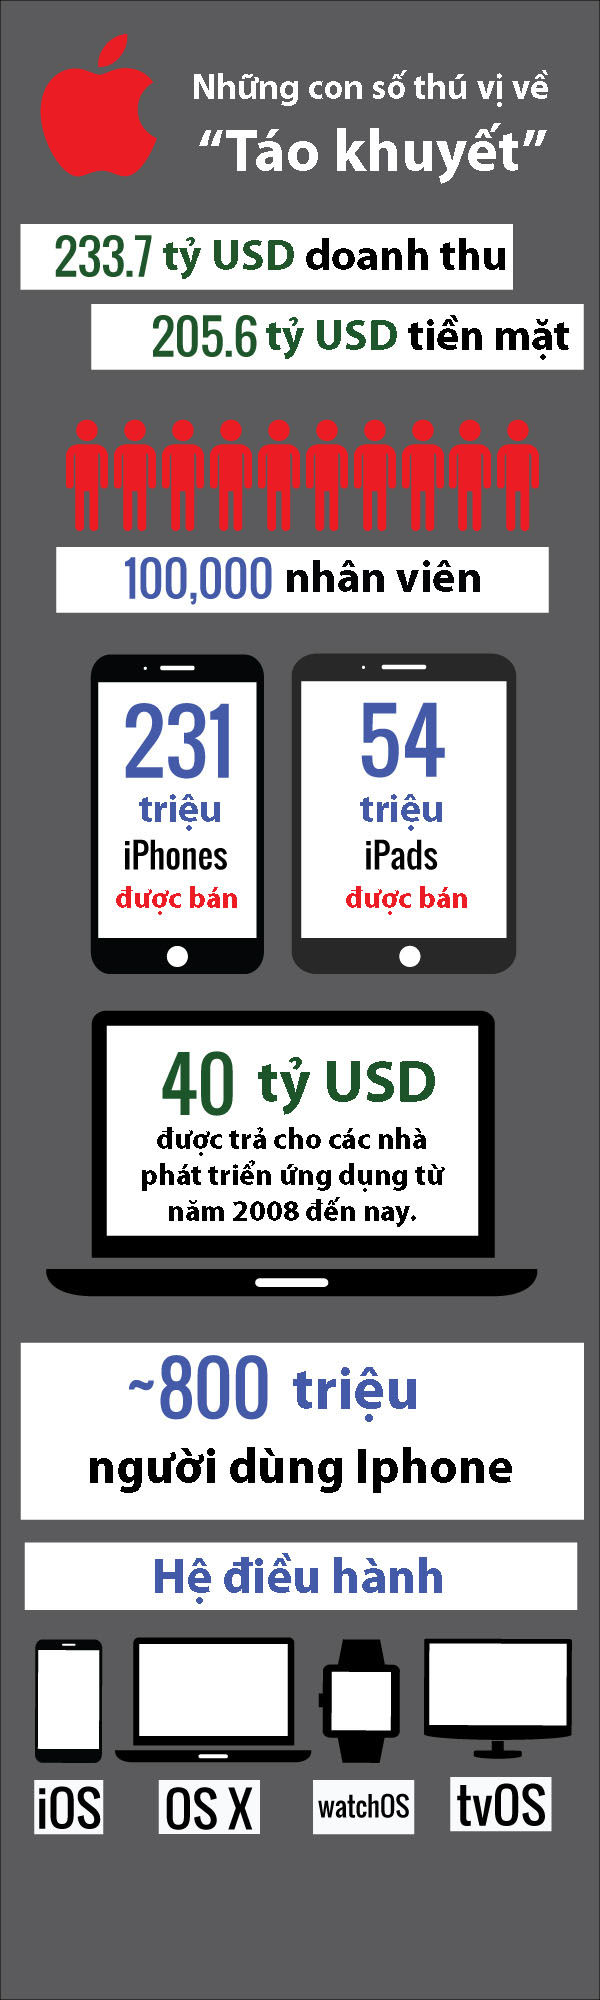 Những con số thú vị về
“Táo khuyết”
233.7 tỷ USD doanh thu
205.6 tỷ USD tiền mặt
100,000 nhân viên
231
triệu
iPhones
được bán
54
triệu
iPads
được bán
40 tỷ USD
được trả cho các nhà
phát triển ứng dụng từ
năm 2008 đến nay.
~800 triệu
người dùng Iphone
Hệ điều hành
iOS
OS X
watchOS
tvOS